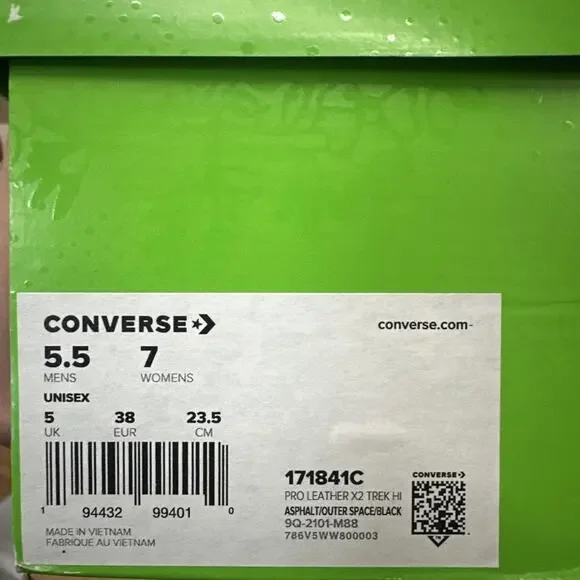 CONVERSE
converse.com
5.5 7
MENS WOMENS
UNISEX
5 38 23.5
UK EUR CM
1 94432 99401 0
MADE IN VIETNAM
FABRIQUE AU VIETNAM
171841C
PRO LEATHER X2 TREK HI
ASPHALT/OUTER SPACE/BLACK
9Q-2101-M88
786V5WW800003
CONVERSE